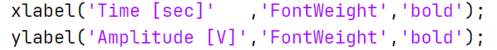 xlabel('Time [sec]'   ,'FontWeight','bold');
ylabel('Amplitude [V]','FontWeight','bold');